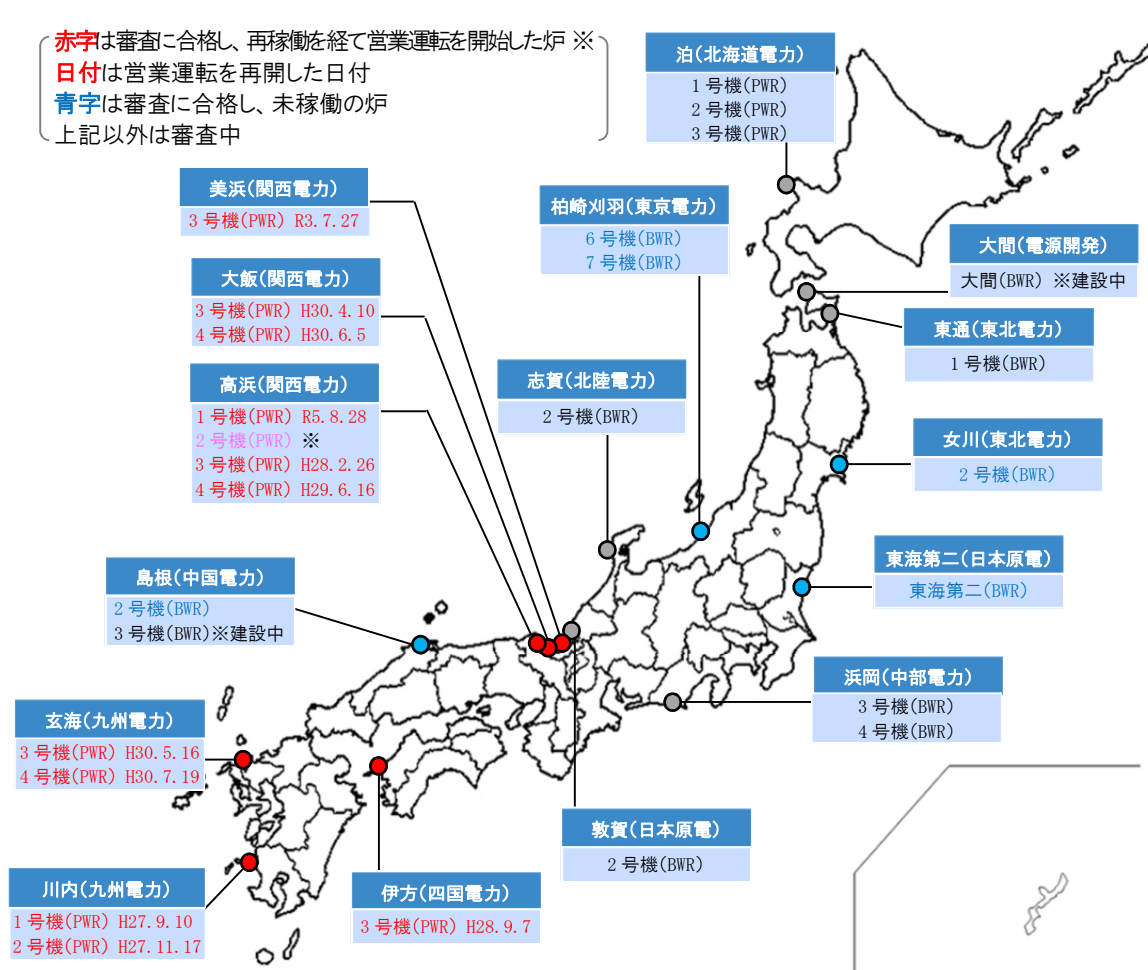 赤字は審査に合格し、再稼働を経て営業運転を開始した炉 ※
日付は営業運転を再開した日付
青字は審査に合格し、未稼働の炉
上記以外は審査中
泊(北海道電力)
1号機(PWR)
2号機(PWR)
3号機(PWR)
美浜(関西電力)
3号機(PWR) R3.7.27
柏崎刈羽(東京電力)
6号機(BWR)
7号機(BWR)
大間(電源開発)
大間(BWR) ※建設中
大飯(関西電力)
3号機(PWR) H30.4.10
4号機(PWR) H30.6.5
東通(東北電力)
1号機(BWR)
高浜(関西電力)
1号機(PWR) R5.8.28
2号機(PWR) ※
3号機(PWR) H28.2.26
4号機(PWR) H29.6.16
志賀(北陸電力)
2号機(BWR)
女川(東北電力)
2号機(BWR)
東海第二(日本原電)
東海第二(BWR)
島根(中国電力)
2号機(BWR)
3号機(BWR)※建設中
浜岡(中部電力)
3号機(BWR)
4号機(BWR)
玄海(九州電力)
3号機(PWR) H30.5.16
4号機(PWR) H30.7.19
敦賀(日本原電)
2号機(BWR)
川内(九州電力)
1号機(PWR) H27.9.10
2号機(PWR) H27.11.17
伊方(四国電力)
3号機(PWR) H28.9.7